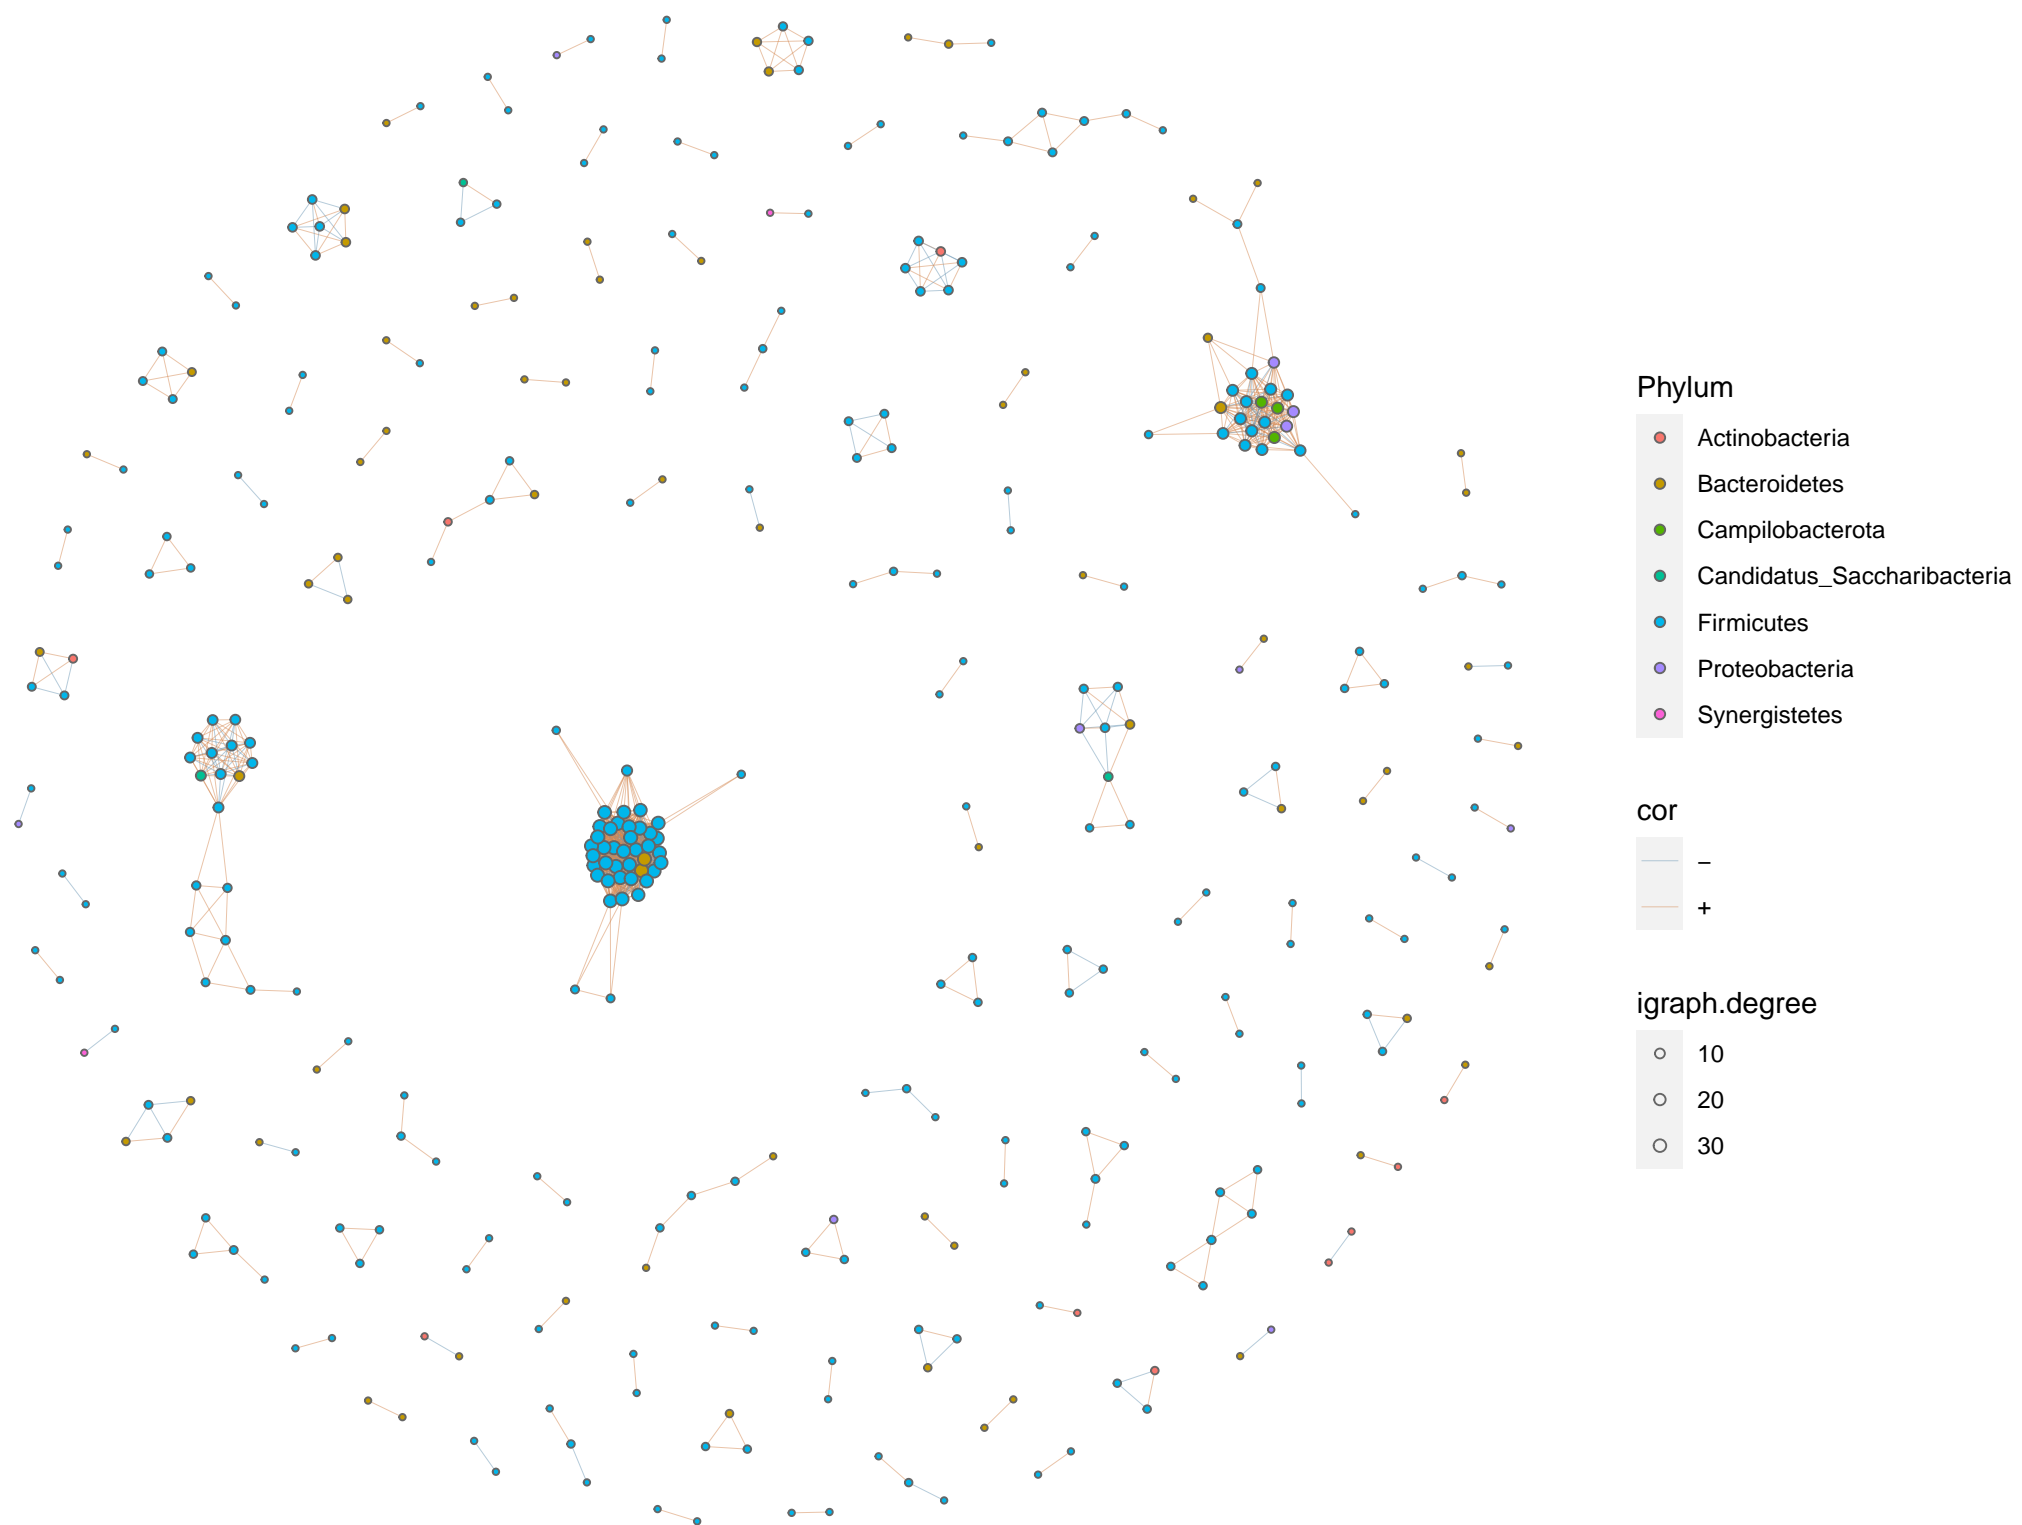 Phylum
Actinobacteria
Bacteroidetes
Campilobacterota
Candidatus_Saccharibacteria
Firmicutes
Proteobacteria
Synergistetes
cor
−
+
igraph.degree
10
20
30